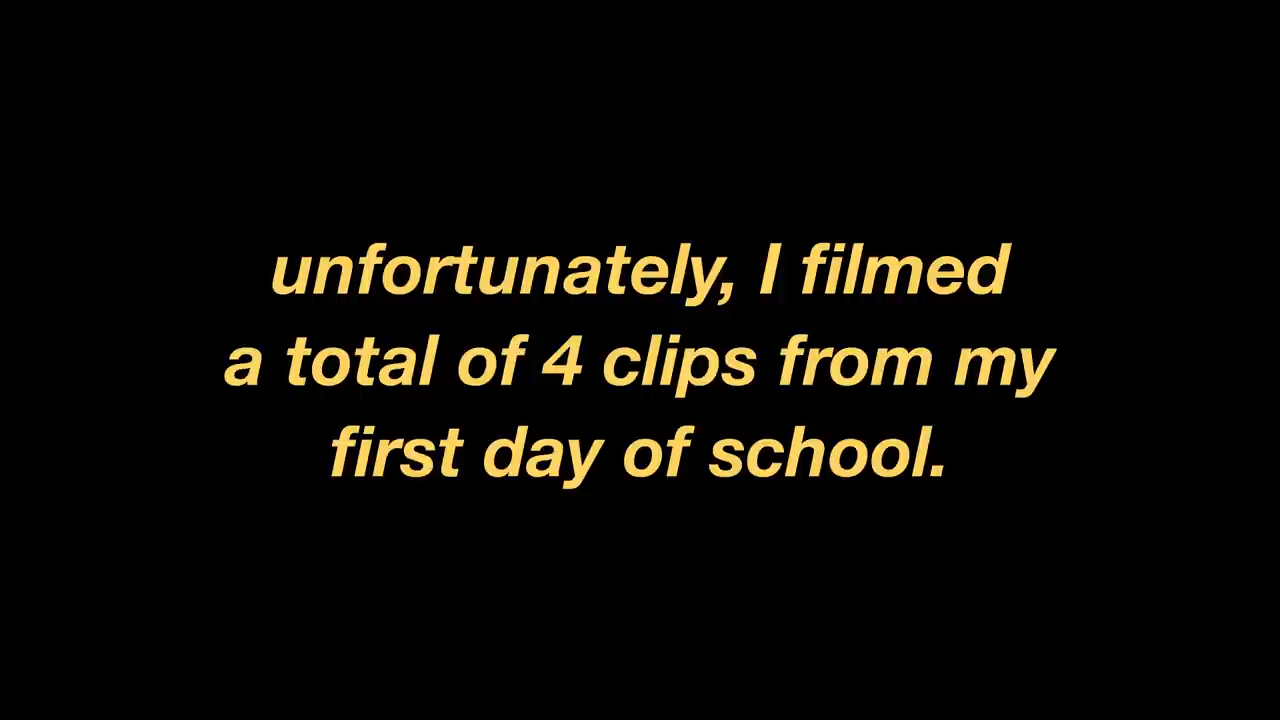 unfortunately, I filmed
a total of 4 clips from my
first day of school.